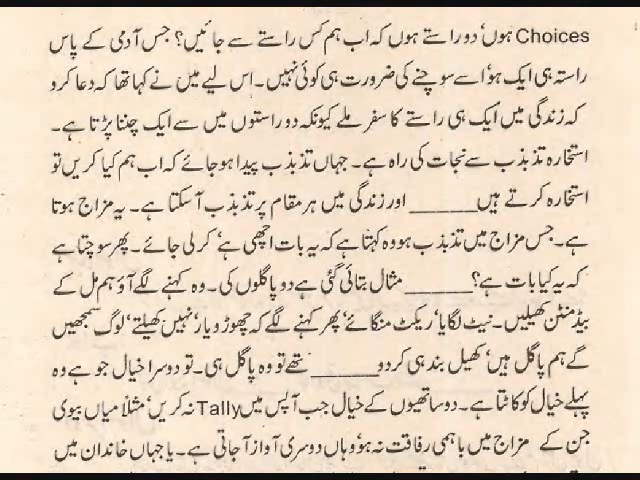 Choices ہوں‘ دو راستے ہوں کہ اب ہم کس راستے سے جائیں؟ جس آدمی کے پاس
راستہ ہی ایک ہو‘ اسے سوچنے کی ضرورت ہی کوئی نہیں۔ اس لیے میں نے کہا تھا کہ دعا کرو
کہ زندگی میں ایک ہی راستے کا سفر ملے کیونکہ دو راستوں میں سے ایک چننا پڑتا ہے۔
استخارہ تذبذب سے نجات کی راہ ہے۔ جہاں تذبذب پیدا ہو جائے کہ اب ہم کیا کریں تو
استخارہ کرتے ہیں ______ اور زندگی میں ہر مقام پر تذبذب آ سکتا ہے۔ یہ مزاج ہوتا
ہے۔ جس مزاج میں تذبذب ہو وہ کہتا ہے کہ یہ بات اچھی ہے‘ کر لی جائے۔ پھر سوچتا ہے
کہ یہ کیا بات ہے؟ ______ مثال بتائی گئی ہے دو پاگلوں کی۔ وہ کہنے لگے آؤ ہم مل کے
بیڈمنٹن کھیلیں۔ نیٹ لگایا‘ ریکٹ منگائے‘ پھر کہنے لگے کہ چھوڑو یار‘ نہیں کھیلتے‘ لوگ سمجھیں
گے ہم پاگل ہیں‘ کھیل بند ہی کر دو ______ تھے تو وہ پاگل ہی۔ تو دوسرا خیال جو ہے وہ
پہلے خیال کو کاٹتا ہے۔ دو ساتھیوں کے خیال جب آپس میں Tally نہ کریں‘ مثلاً میاں بیوی
جن کے مزاج میں باہمی رفاقت نہ ہو‘ وہاں دوسری آواز آ جاتی ہے۔ یا جہاں خاندان میں